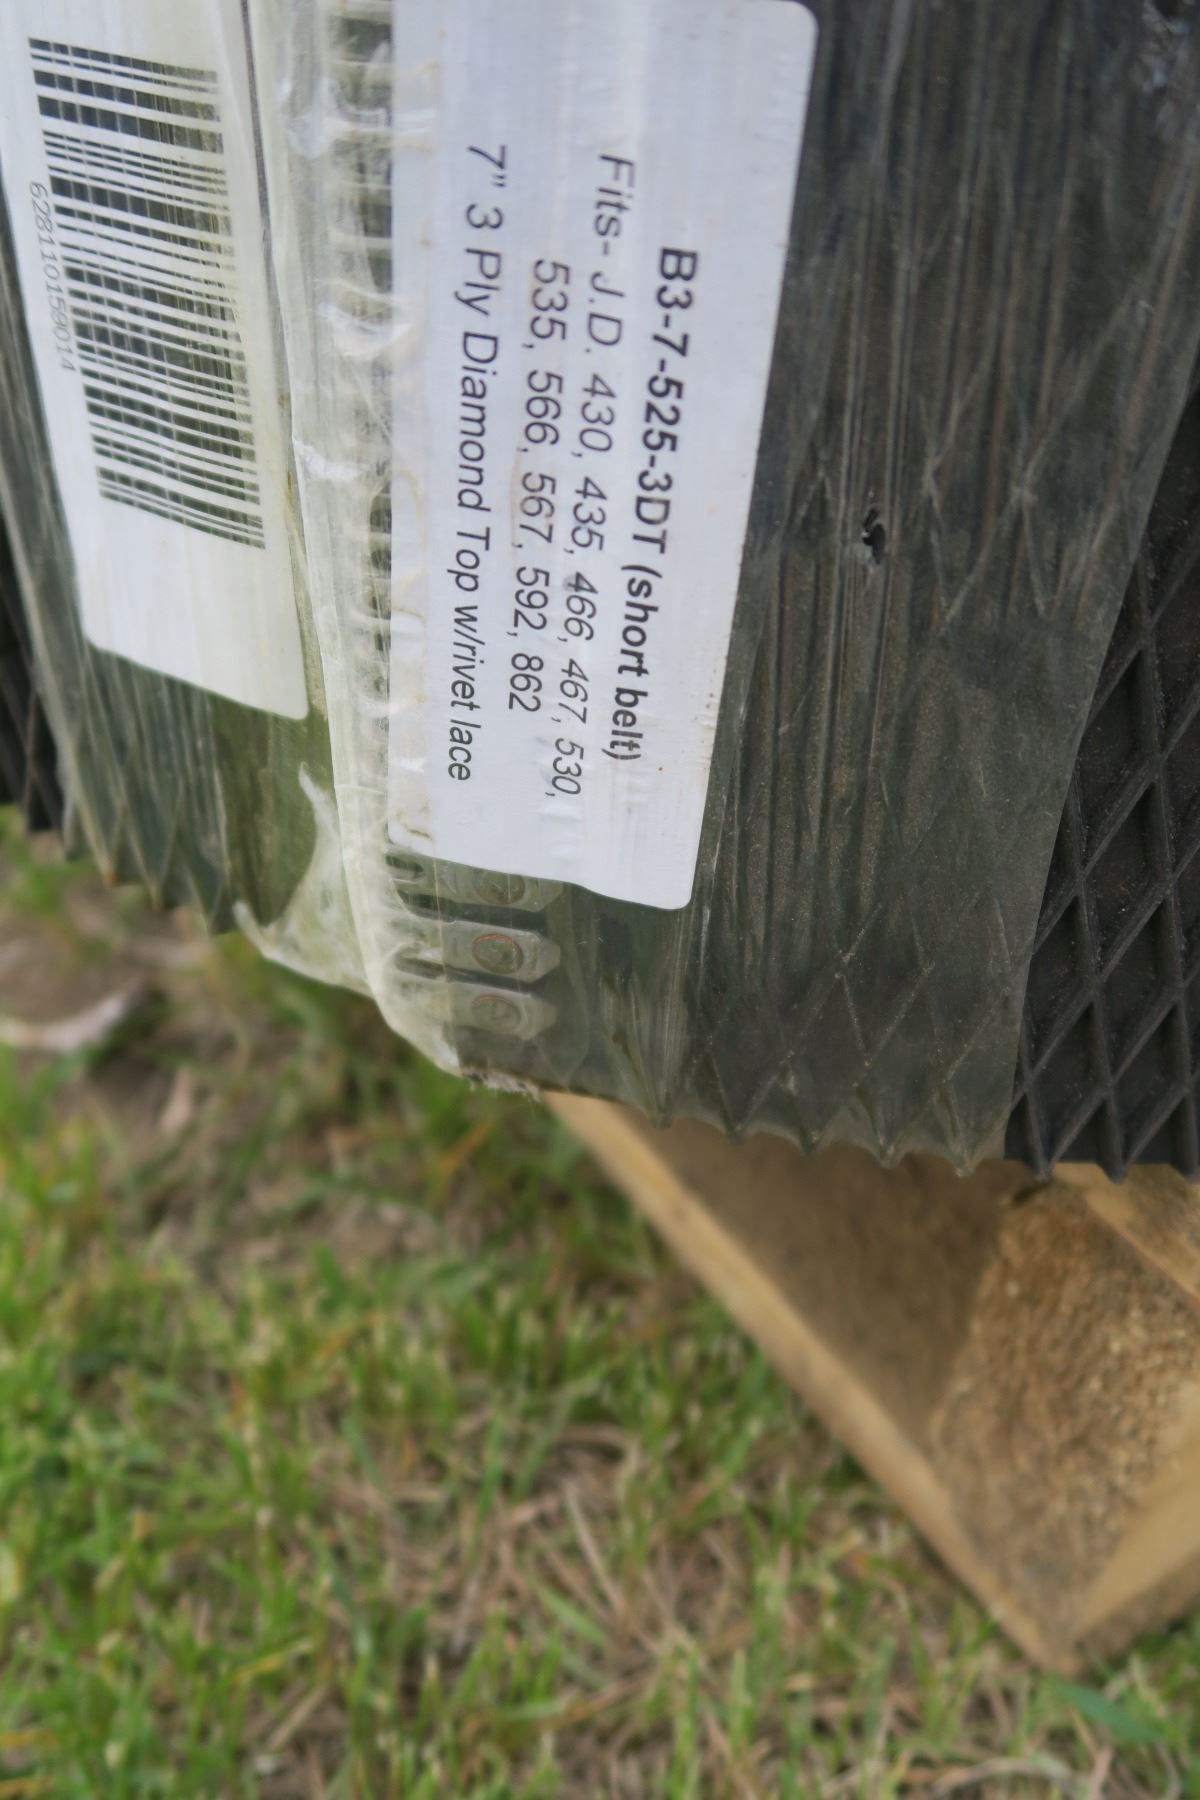 B3-7-525-3DT (short belt)
Fits- J.D. 430, 435, 466, 467, 530,
535, 566, 567, 592, 862
7" 3 Ply Diamond Top w/rivet lace
628110159014